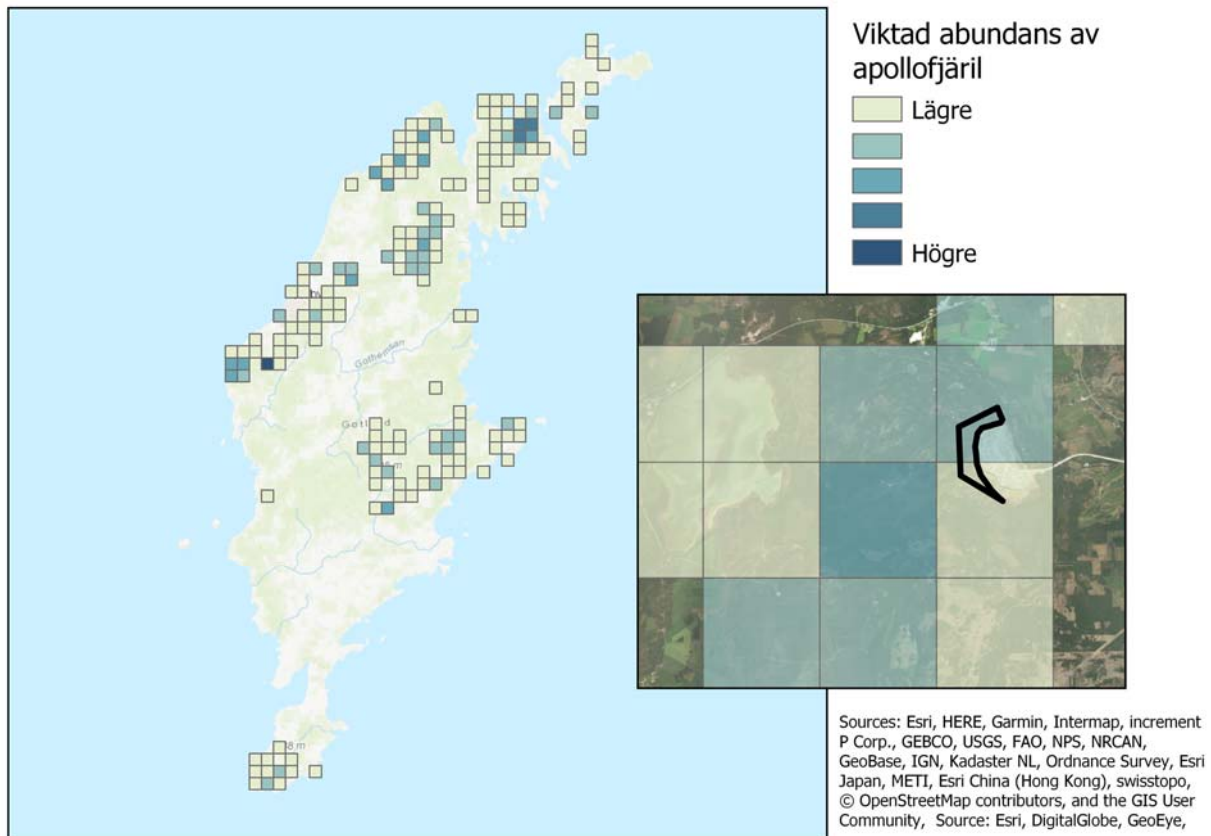 Viktad abundans av
apollofjäril
Lägre
Högre
Gothemsån
Gotland
Sources: Esri, HERE, Garmin, Intermap, increment
P Corp., GEBCO, USGS, FAO, NPS, NRCAN,
GeoBase, IGN, Kadaster NL, Ordnance Survey, Esri
Japan, METI, Esri China (Hong Kong), swisstopo,
© OpenStreetMap contributors, and the GIS User
Community, Source: Esri, DigitalGlobe, GeoEye,